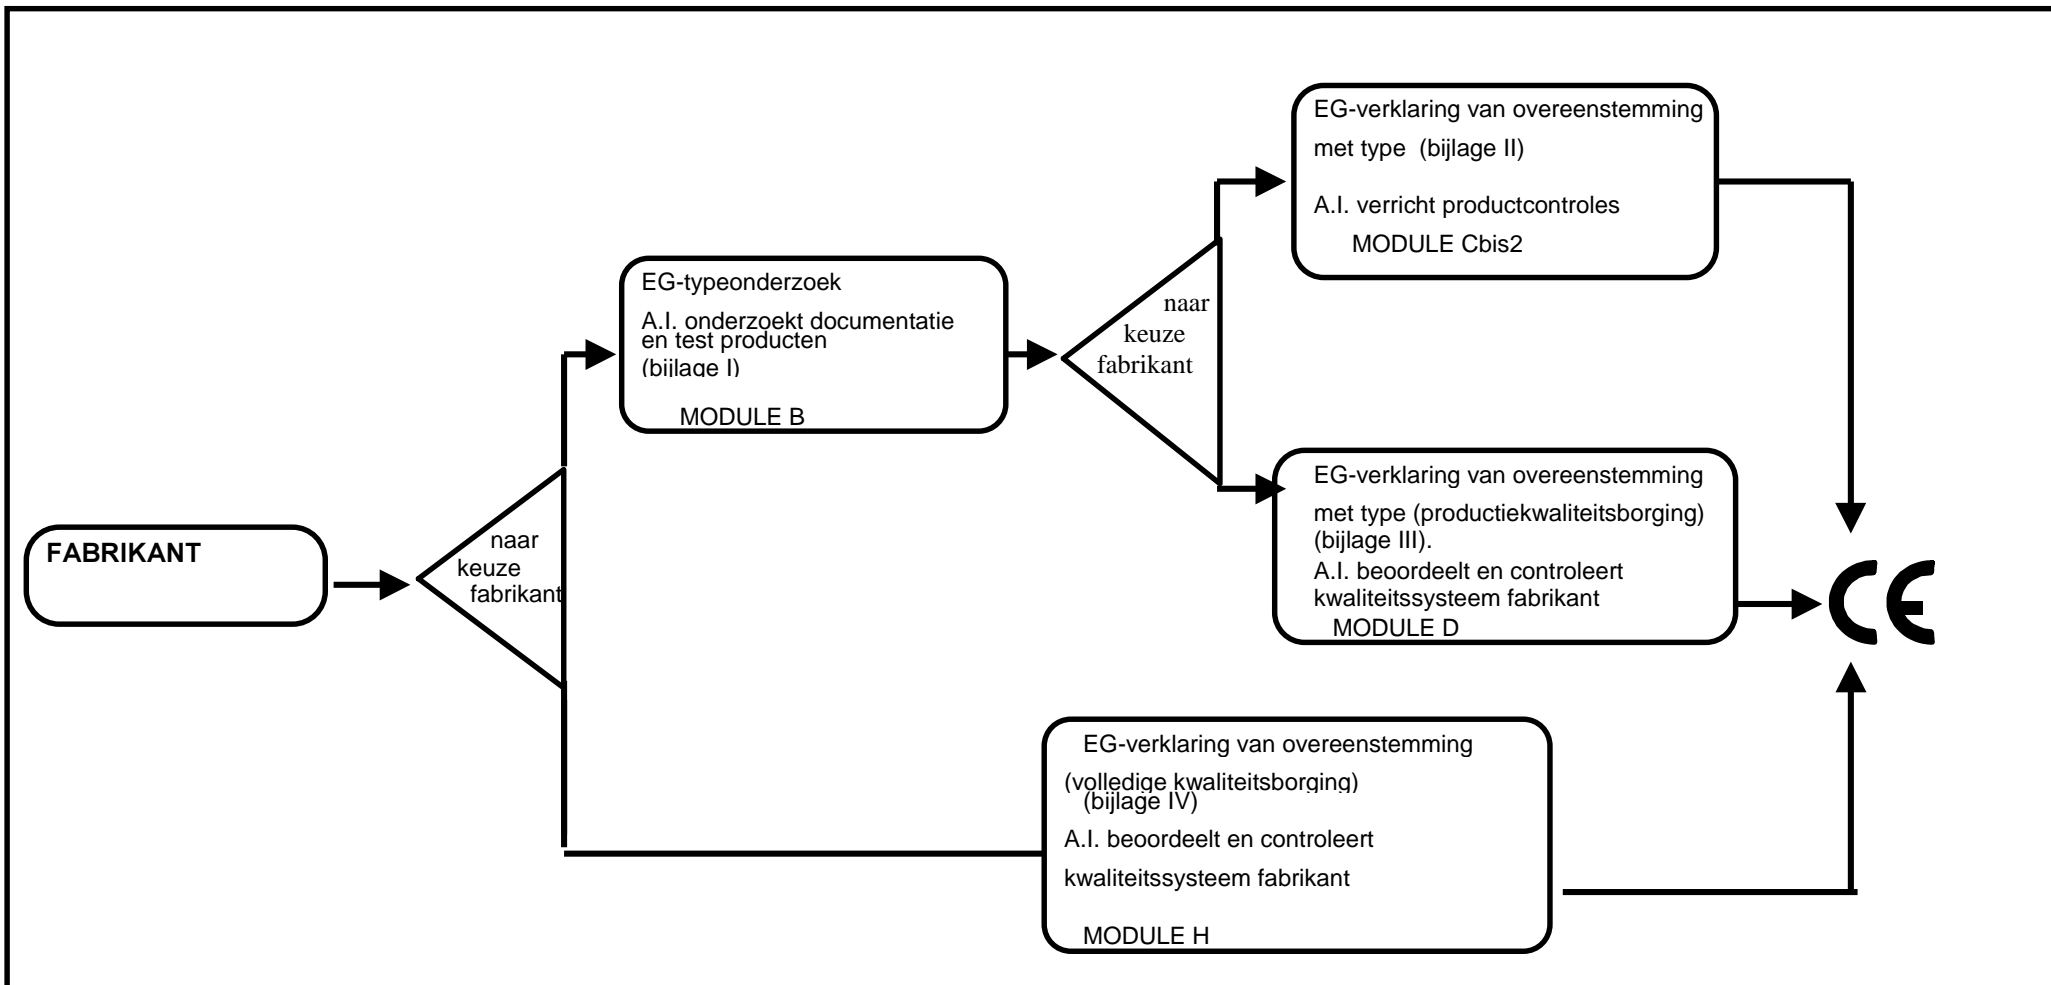 FABRIKANT
naar
keuze
fabrikant
EG-typeonderzoek
A.I. onderzoekt documentatie
en test producten
(bijlage I)
MODULE B
naar
keuze
fabrikant
EG-verklaring van overeenstemming
met type (bijlage II)
A.I. verricht productcontroles
MODULE Cbis2
EG-verklaring van overeenstemming
met type (productiekwaliteitsborging)
(bijlage III).
A.I. beoordeelt en controleert
kwaliteitssysteem fabrikant
MODULE D
EG-verklaring van overeenstemming
(volledige kwaliteitsborging)
(bijlage IV)
A.I. beoordeelt en controleert
kwaliteitssysteem fabrikant
MODULE H
CE